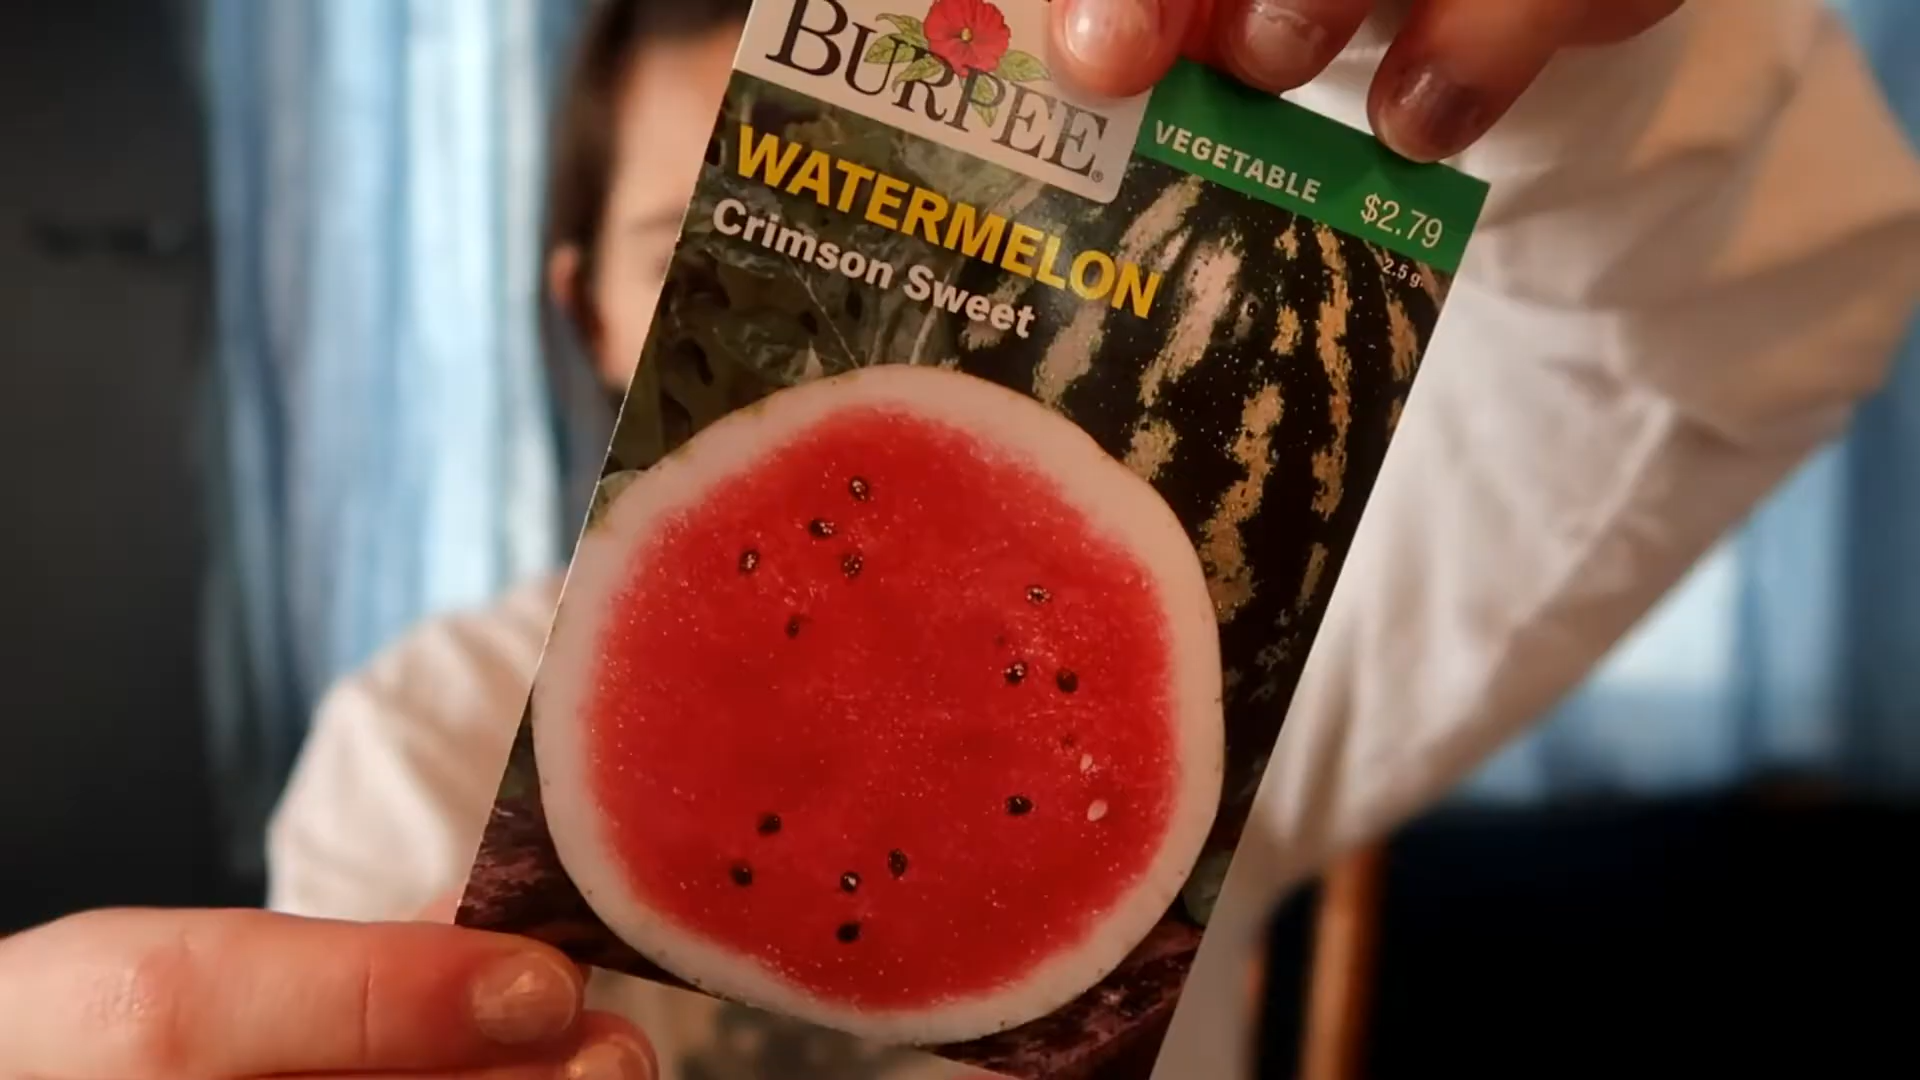 BURPEE®
VEGETABLE $2.79
2.5 g
WATERMELON
Crimson Sweet